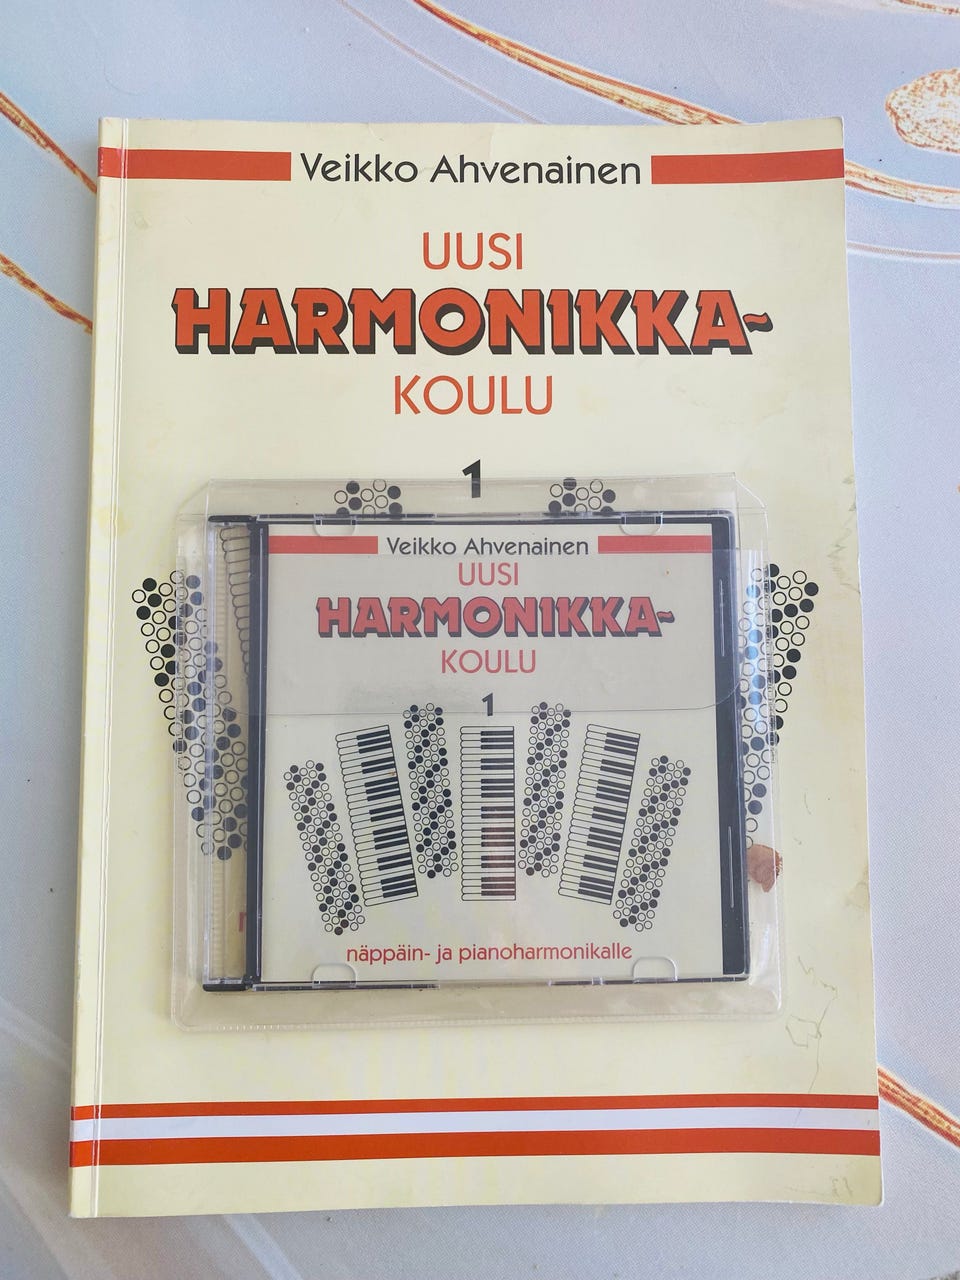 Veikko Ahvenainen
UUSI
HARMONIKKA-
KOULU
1
Veikko Ahvenainen
UUSI
HARMONIKKA-
KOULU
1
näppäin- ja pianoharmonikalle